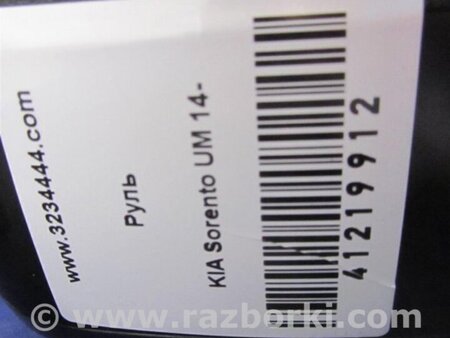 www.3234444.com
Руль
KIA Sorento UM 14-
41219912
© www.razborki.com